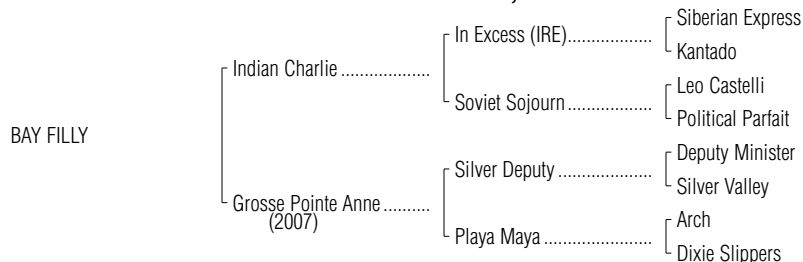 Siberian Express
In Excess (IRE)...................
Kantado
Indian Charlie ...................
Leo Castelli
Soviet Sojourn ...................
Political Parfait
BAY FILLY
Deputy Minister
Silver Deputy .....................
Silver Valley
Grosse Pointe Anne ..........
(2007)
Arch
Playa Maya ........................
Dixie Slippers